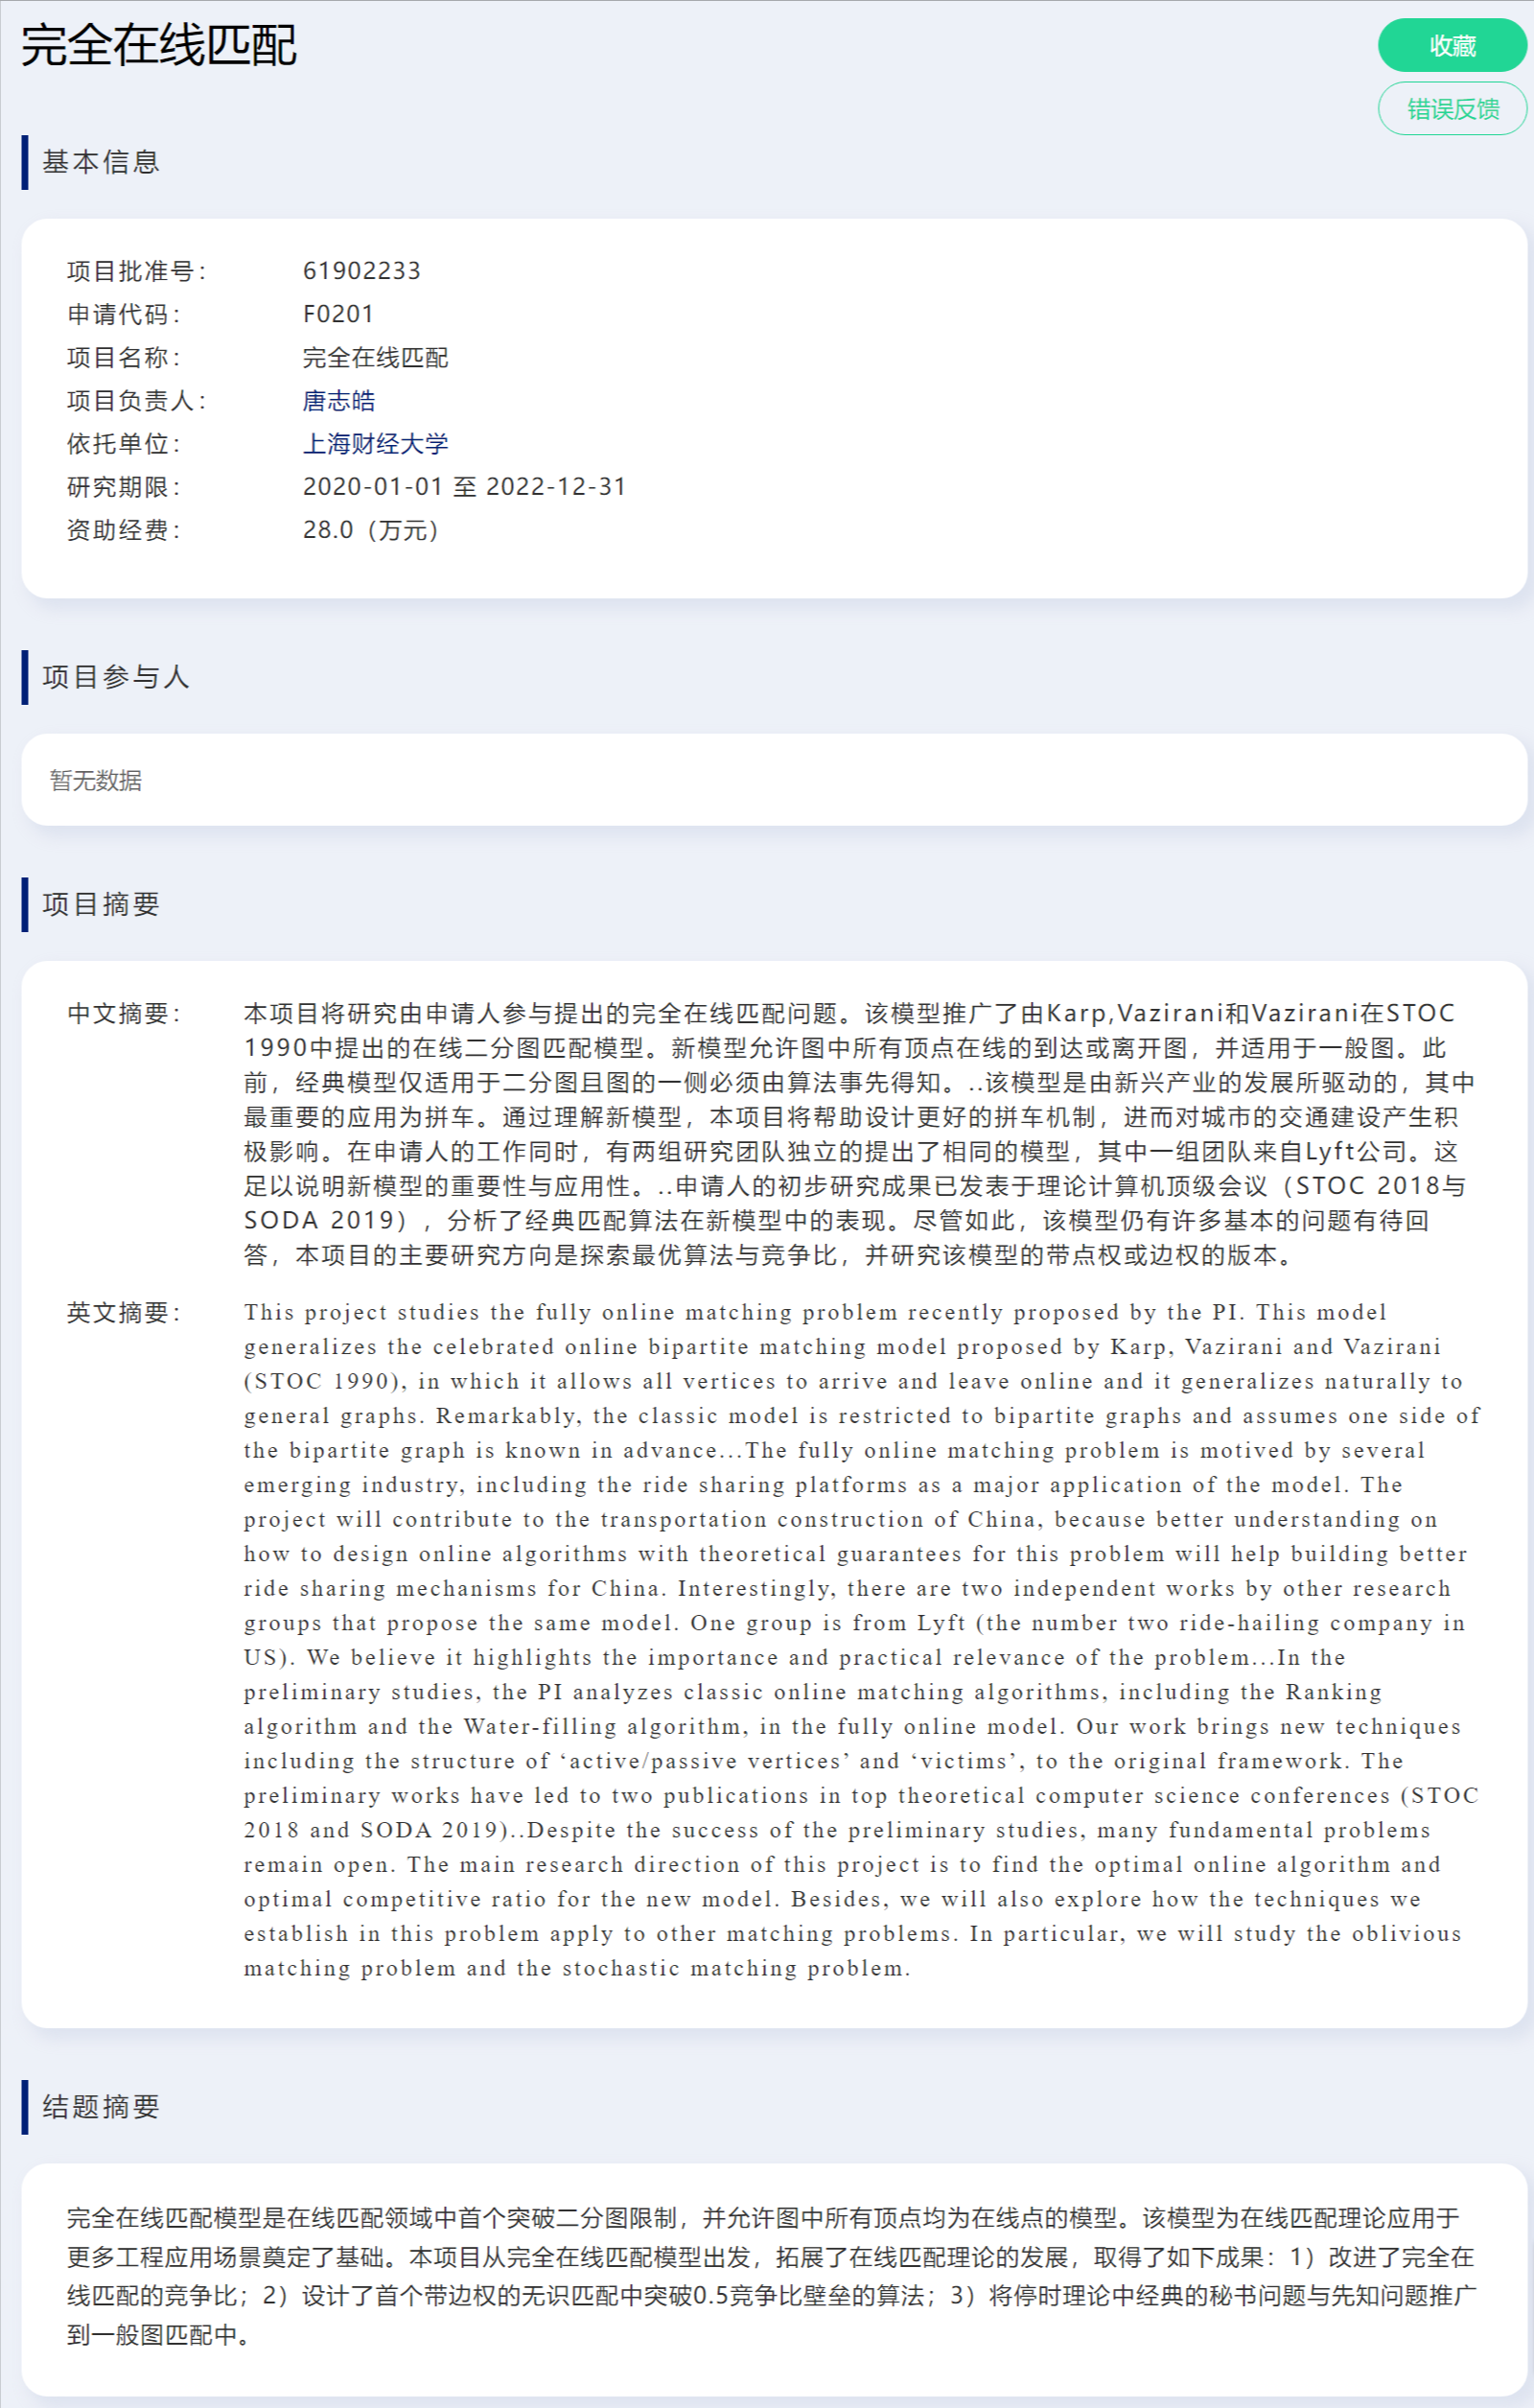 完全在线匹配
收藏
错误反馈
基本信息
项目批准号： 61902233
申请代码： F0201
项目名称： 完全在线匹配
项目负责人： 唐志皓
依托单位： 上海财经大学
研究期限： 2020-01-01 至 2022-12-31
资助经费： 28.0（万元）
项目参与人
暂无数据
项目摘要
中文摘要： 本项目将研究由申请人参与提出的完全在线匹配问题。该模型推广了由Karp,Vazirani和Vazirani在STOC
1990中提出的在线二分图匹配模型。新模型允许图中所有顶点在线的到达或离开图，并适用于一般图。此
前，经典模型仅适用于二分图且图的一侧必须由算法事先得知。..该模型是由新兴产业的发展所驱动的，其中
最重要的应用为拼车。通过理解新模型，本项目将帮助设计更好的拼车机制，进而对城市的交通建设产生积
极影响。在申请人的工作同时，有两组研究团队独立的提出了相同的模型，其中一组团队来自Lyft公司。这
足以说明新模型的重要性与应用性。..申请人的初步研究成果已发表于理论计算机顶级会议（STOC 2018与
SODA 2019），分析了经典匹配算法在新模型中的表现。尽管如此，该模型仍有许多基本的问题有待回
答，本项目的主要研究方向是探索最优算法与竞争比，并研究该模型的带点权或边权的版本。
英文摘要： This project studies the fully online matching problem recently proposed by the PI. This model
generalizes the celebrated online bipartite matching model proposed by Karp, Vazirani and Vazirani
(STOC 1990), in which it allows all vertices to arrive and leave online and it generalizes naturally to
general graphs. Remarkably, the classic model is restricted to bipartite graphs and assumes one side of
the bipartite graph is known in advance...The fully online matching problem is motived by several
emerging industry, including the ride sharing platforms as a major application of the model. The
project will contribute to the transportation construction of China, because better understanding on
how to design online algorithms with theoretical guarantees for this problem will help building better
ride sharing mechanisms for China. Interestingly, there are two independent works by other research
groups that propose the same model. One group is from Lyft (the number two ride-hailing company in
US). We believe it highlights the importance and practical relevance of the problem...In the
preliminary studies, the PI analyzes classic online matching algorithms, including the Ranking
algorithm and the Water-filling algorithm, in the fully online model. Our work brings new techniques
including the structure of ‘active/passive vertices’ and ‘victims’, to the original framework. The
preliminary works have led to two publications in top theoretical computer science conferences (STOC
2018 and SODA 2019)..Despite the success of the preliminary studies, many fundamental problems
remain open. The main research direction of this project is to find the optimal online algorithm and
optimal competitive ratio for the new model. Besides, we will also explore how the techniques we
establish in this problem apply to other matching problems. In particular, we will study the oblivious
matching problem and the stochastic matching problem.
结题摘要
完全在线匹配模型是在线匹配领域中首个突破二分图限制，并允许图中所有顶点均为在线点的模型。该模型为在线匹配理论应用于
更多工程应用场景奠定了基础。本项目从完全在线匹配模型出发，拓展了在线匹配理论的发展，取得了如下成果：1）改进了完全在
线匹配的竞争比；2）设计了首个带边权的无识匹配中突破0.5竞争比壁垒的算法；3）将停时理论中经典的秘书问题与先知问题推广
到一般图匹配中。